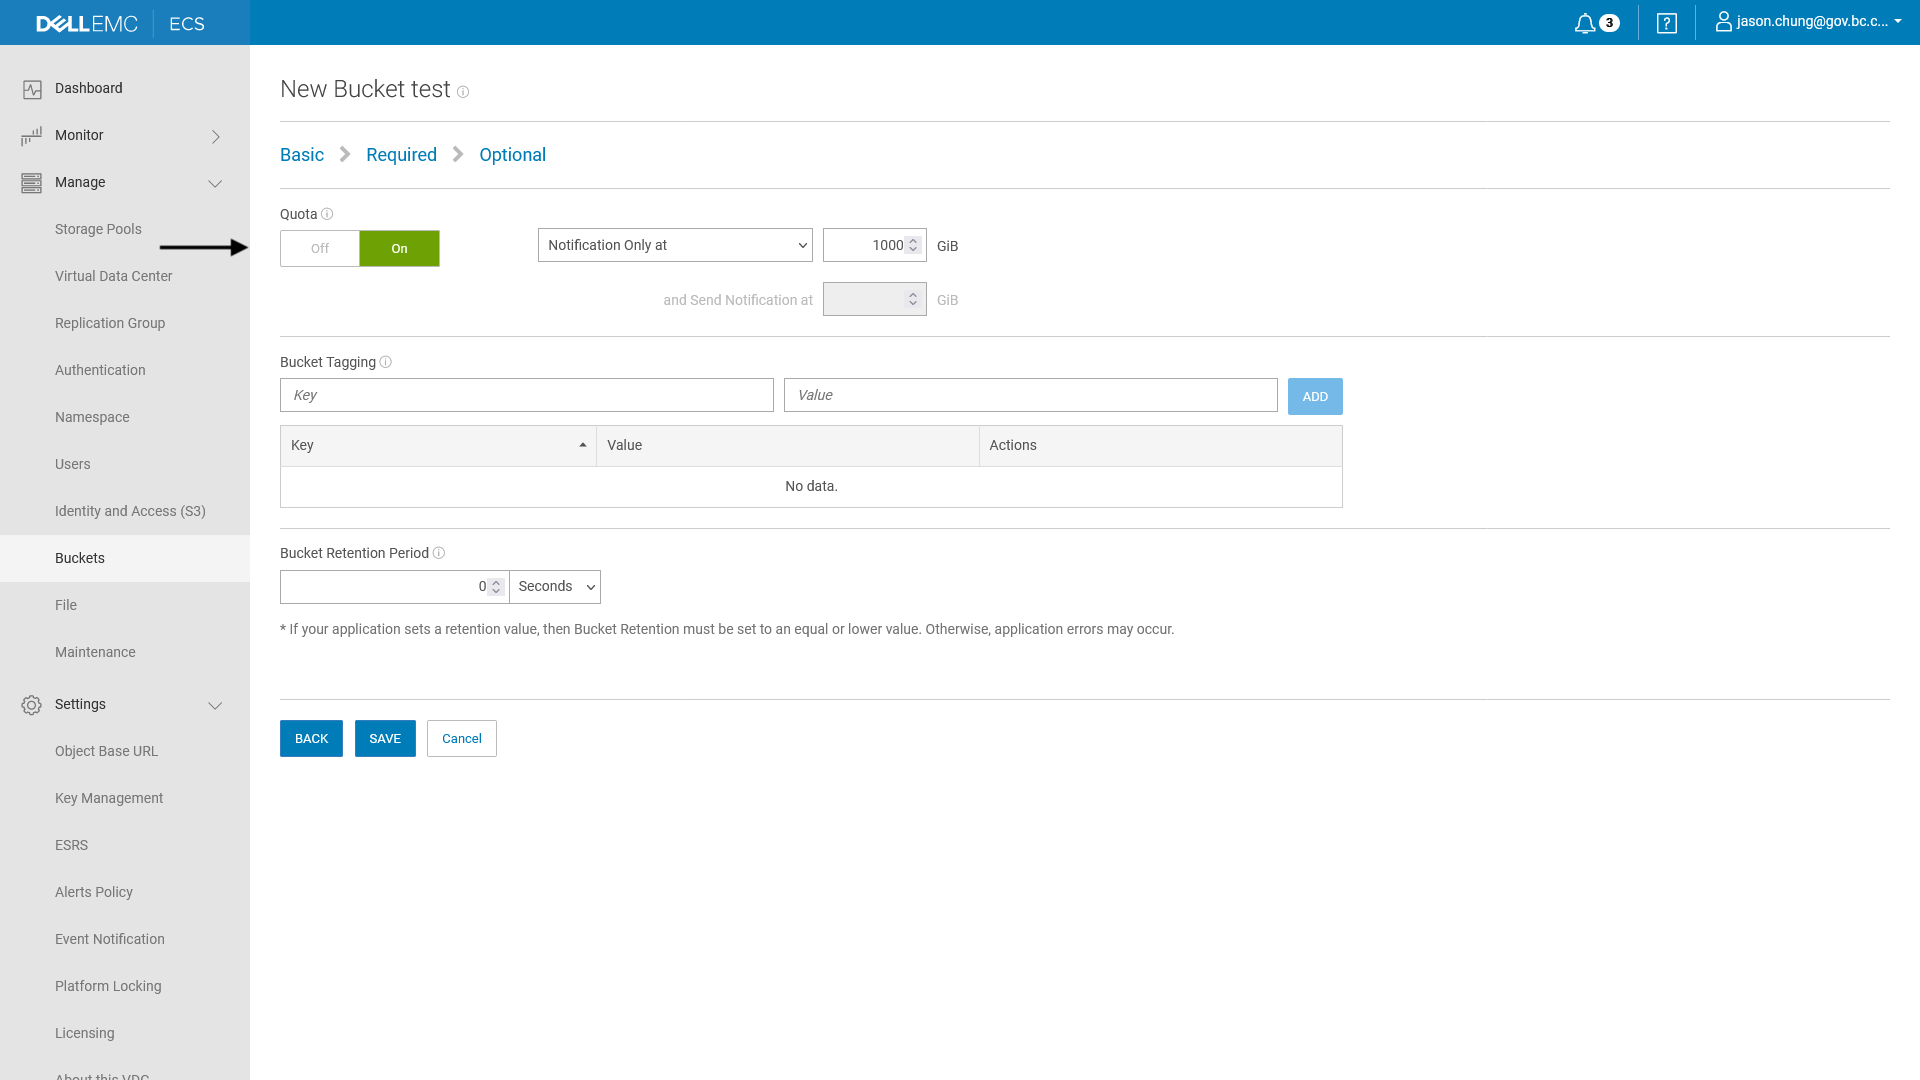 DELLEMC ECS
3
?
jason.chung@gov.bc.c...
Dashboard
Monitor
Manage
Storage Pools
Virtual Data Center
Replication Group
Authentication
Namespace
Users
Identity and Access (S3)
Buckets
File
Maintenance
Settings
Object Base URL
Key Management
ESRS
Alerts Policy
Event Notification
Platform Locking
Licensing
About this VDC
New Bucket test
Basic Required Optional
Quota
Off On
Notification Only at 1000 GiB
and Send Notification at GiB
Bucket Tagging
Key Value ADD
Key Value Actions
No data.
Bucket Retention Period
0 Seconds
* If your application sets a retention value, then Bucket Retention must be set to an equal or lower value. Otherwise, application errors may occur.
BACK SAVE Cancel